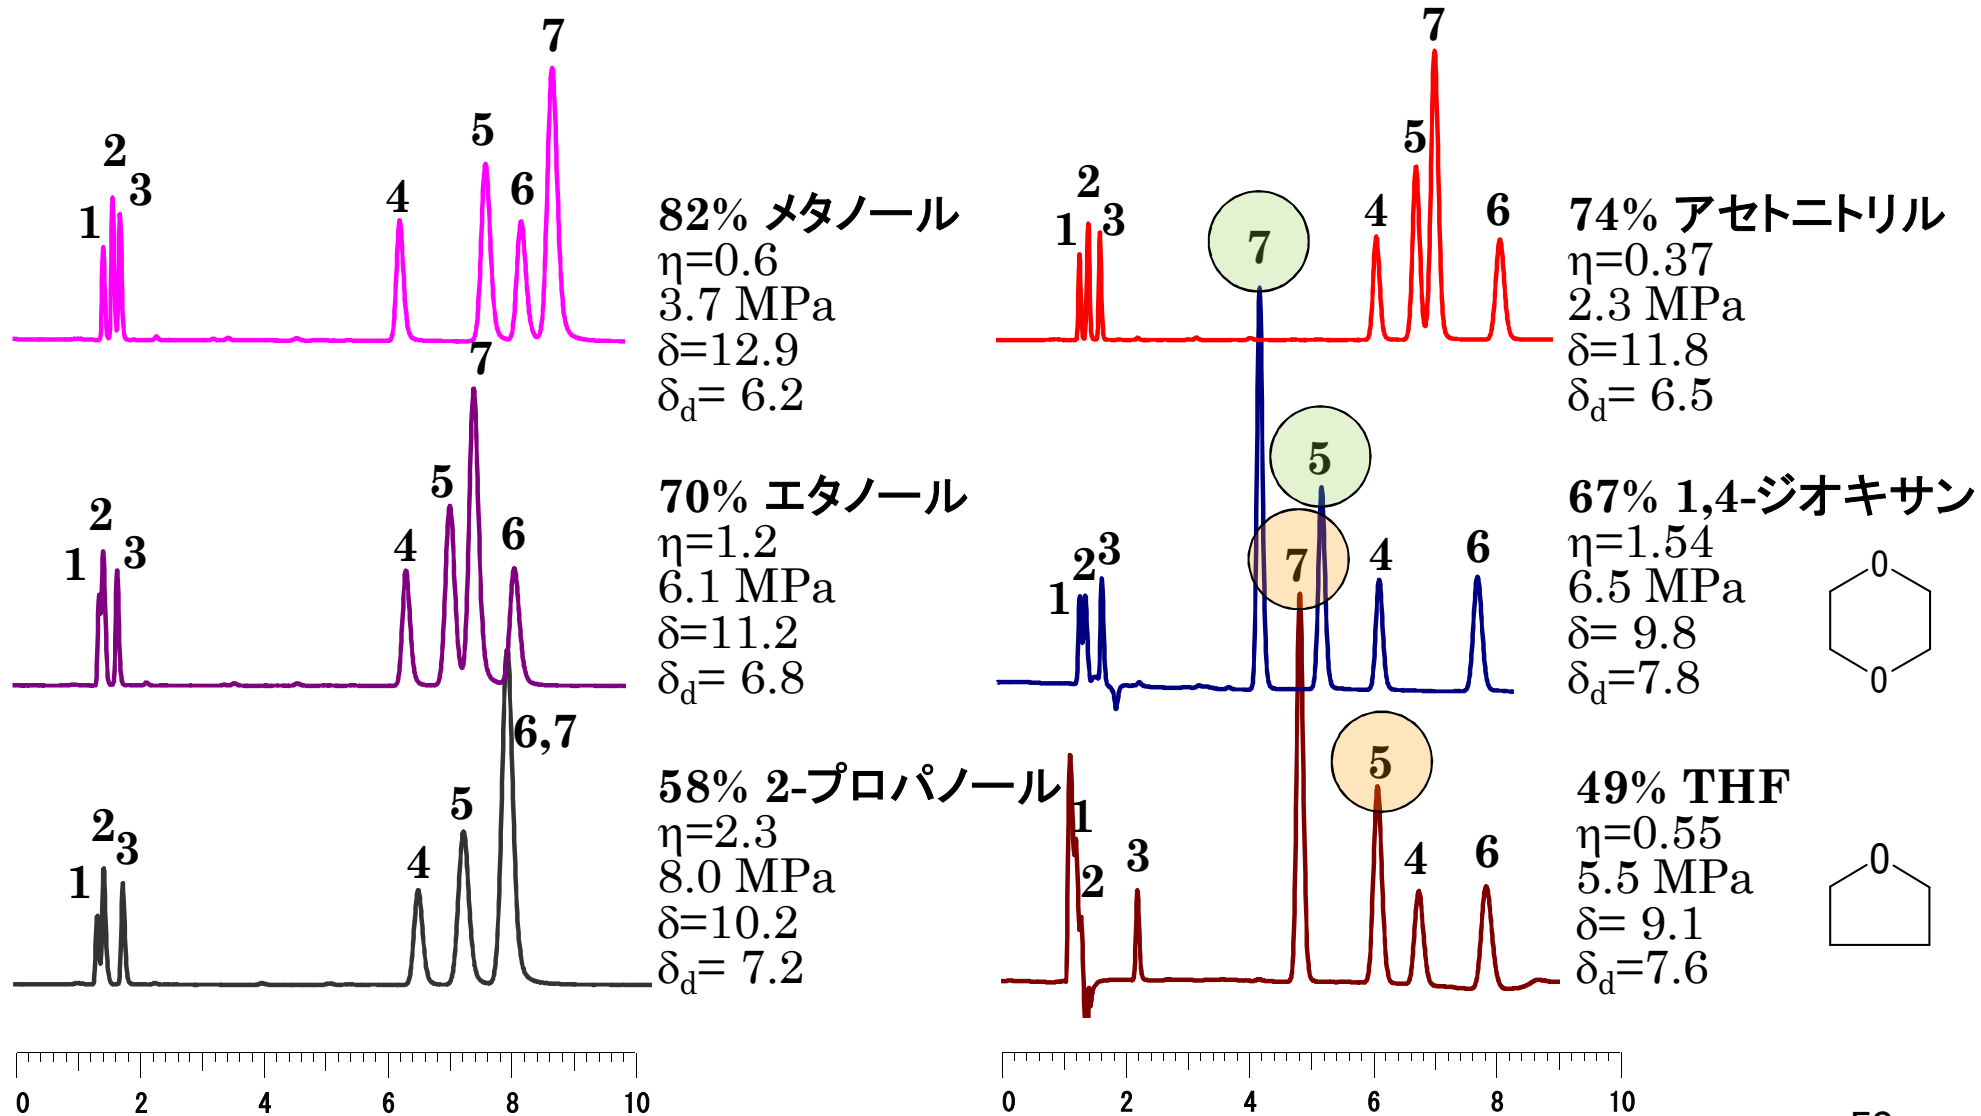 7
5
2
6
3
4
1
82% メタノール
η=0.6
3.7 MPa
δ=12.9
δd= 6.2
7
5
2
6
4
3
1
70% エタノール
η=1.2
6.1 MPa
δ=11.2
δd= 6.8
6,7
58% 2-プロパノール
5
2
3
4
1
η=2.3
8.0 MPa
δ=10.2
δd= 7.2
0 2 4 6 8 10
7
5
2
3
1
4
6
7
74% アセトニトリル
η=0.37
2.3 MPa
δ=11.8
δd= 6.5
5
7
3
2
1
4
6
67% 1,4-ジオキサン
η=1.54
6.5 MPa
δ= 9.8
δd=7.8
O
O
5
1
3
2
4
6
49% THF
η=0.55
5.5 MPa
δ= 9.1
δd=7.6
O
0 2 4 6 8 10